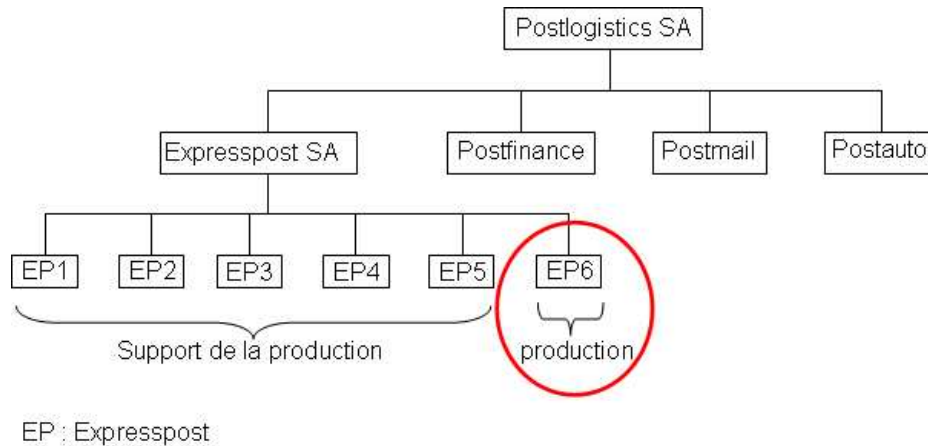 Postlogistics SA
Expresspost SA
Postfinance
Postmail
Postauto
EP1
EP2
EP3
EP4
EP5
EP6
Support de la production
production
EP : Expresspost